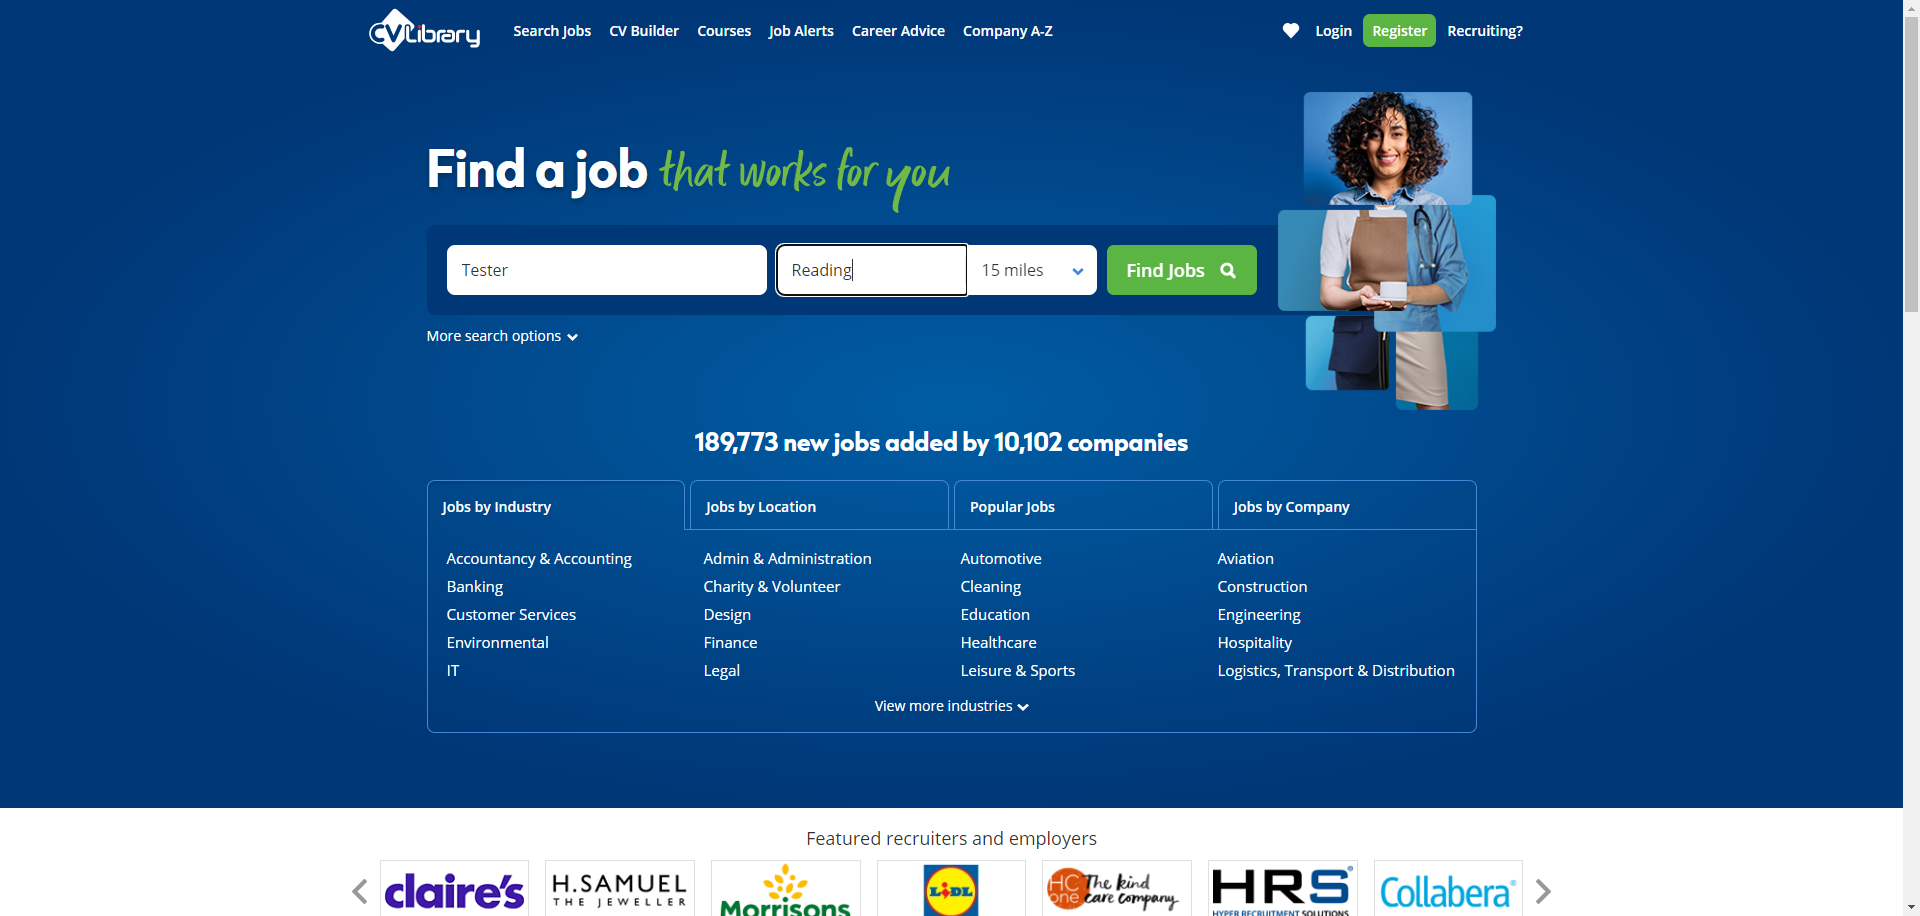 CV Library
Search Jobs CV Builder Courses Job Alerts Career Advice Company A-Z Login Register Recruiting?
Find a job that works for you
Tester Reading 15 miles Find Jobs
More search options
189,773 new jobs added by 10,102 companies
Jobs by Industry Jobs by Location Popular Jobs Jobs by Company
Accountancy & Accounting Admin & Administration Automotive Aviation
Banking Charity & Volunteer Cleaning Construction
Customer Services Design Education Engineering
Environmental Finance Healthcare Hospitality
IT Legal Leisure & Sports Logistics, Transport & Distribution
View more industries
Featured recruiters and employers
claire's H.SAMUEL THE JEWELLER Morrisons LIDL HC one The kind care company HRS HYPER RECRUITMENT SOLUTIONS Collabera